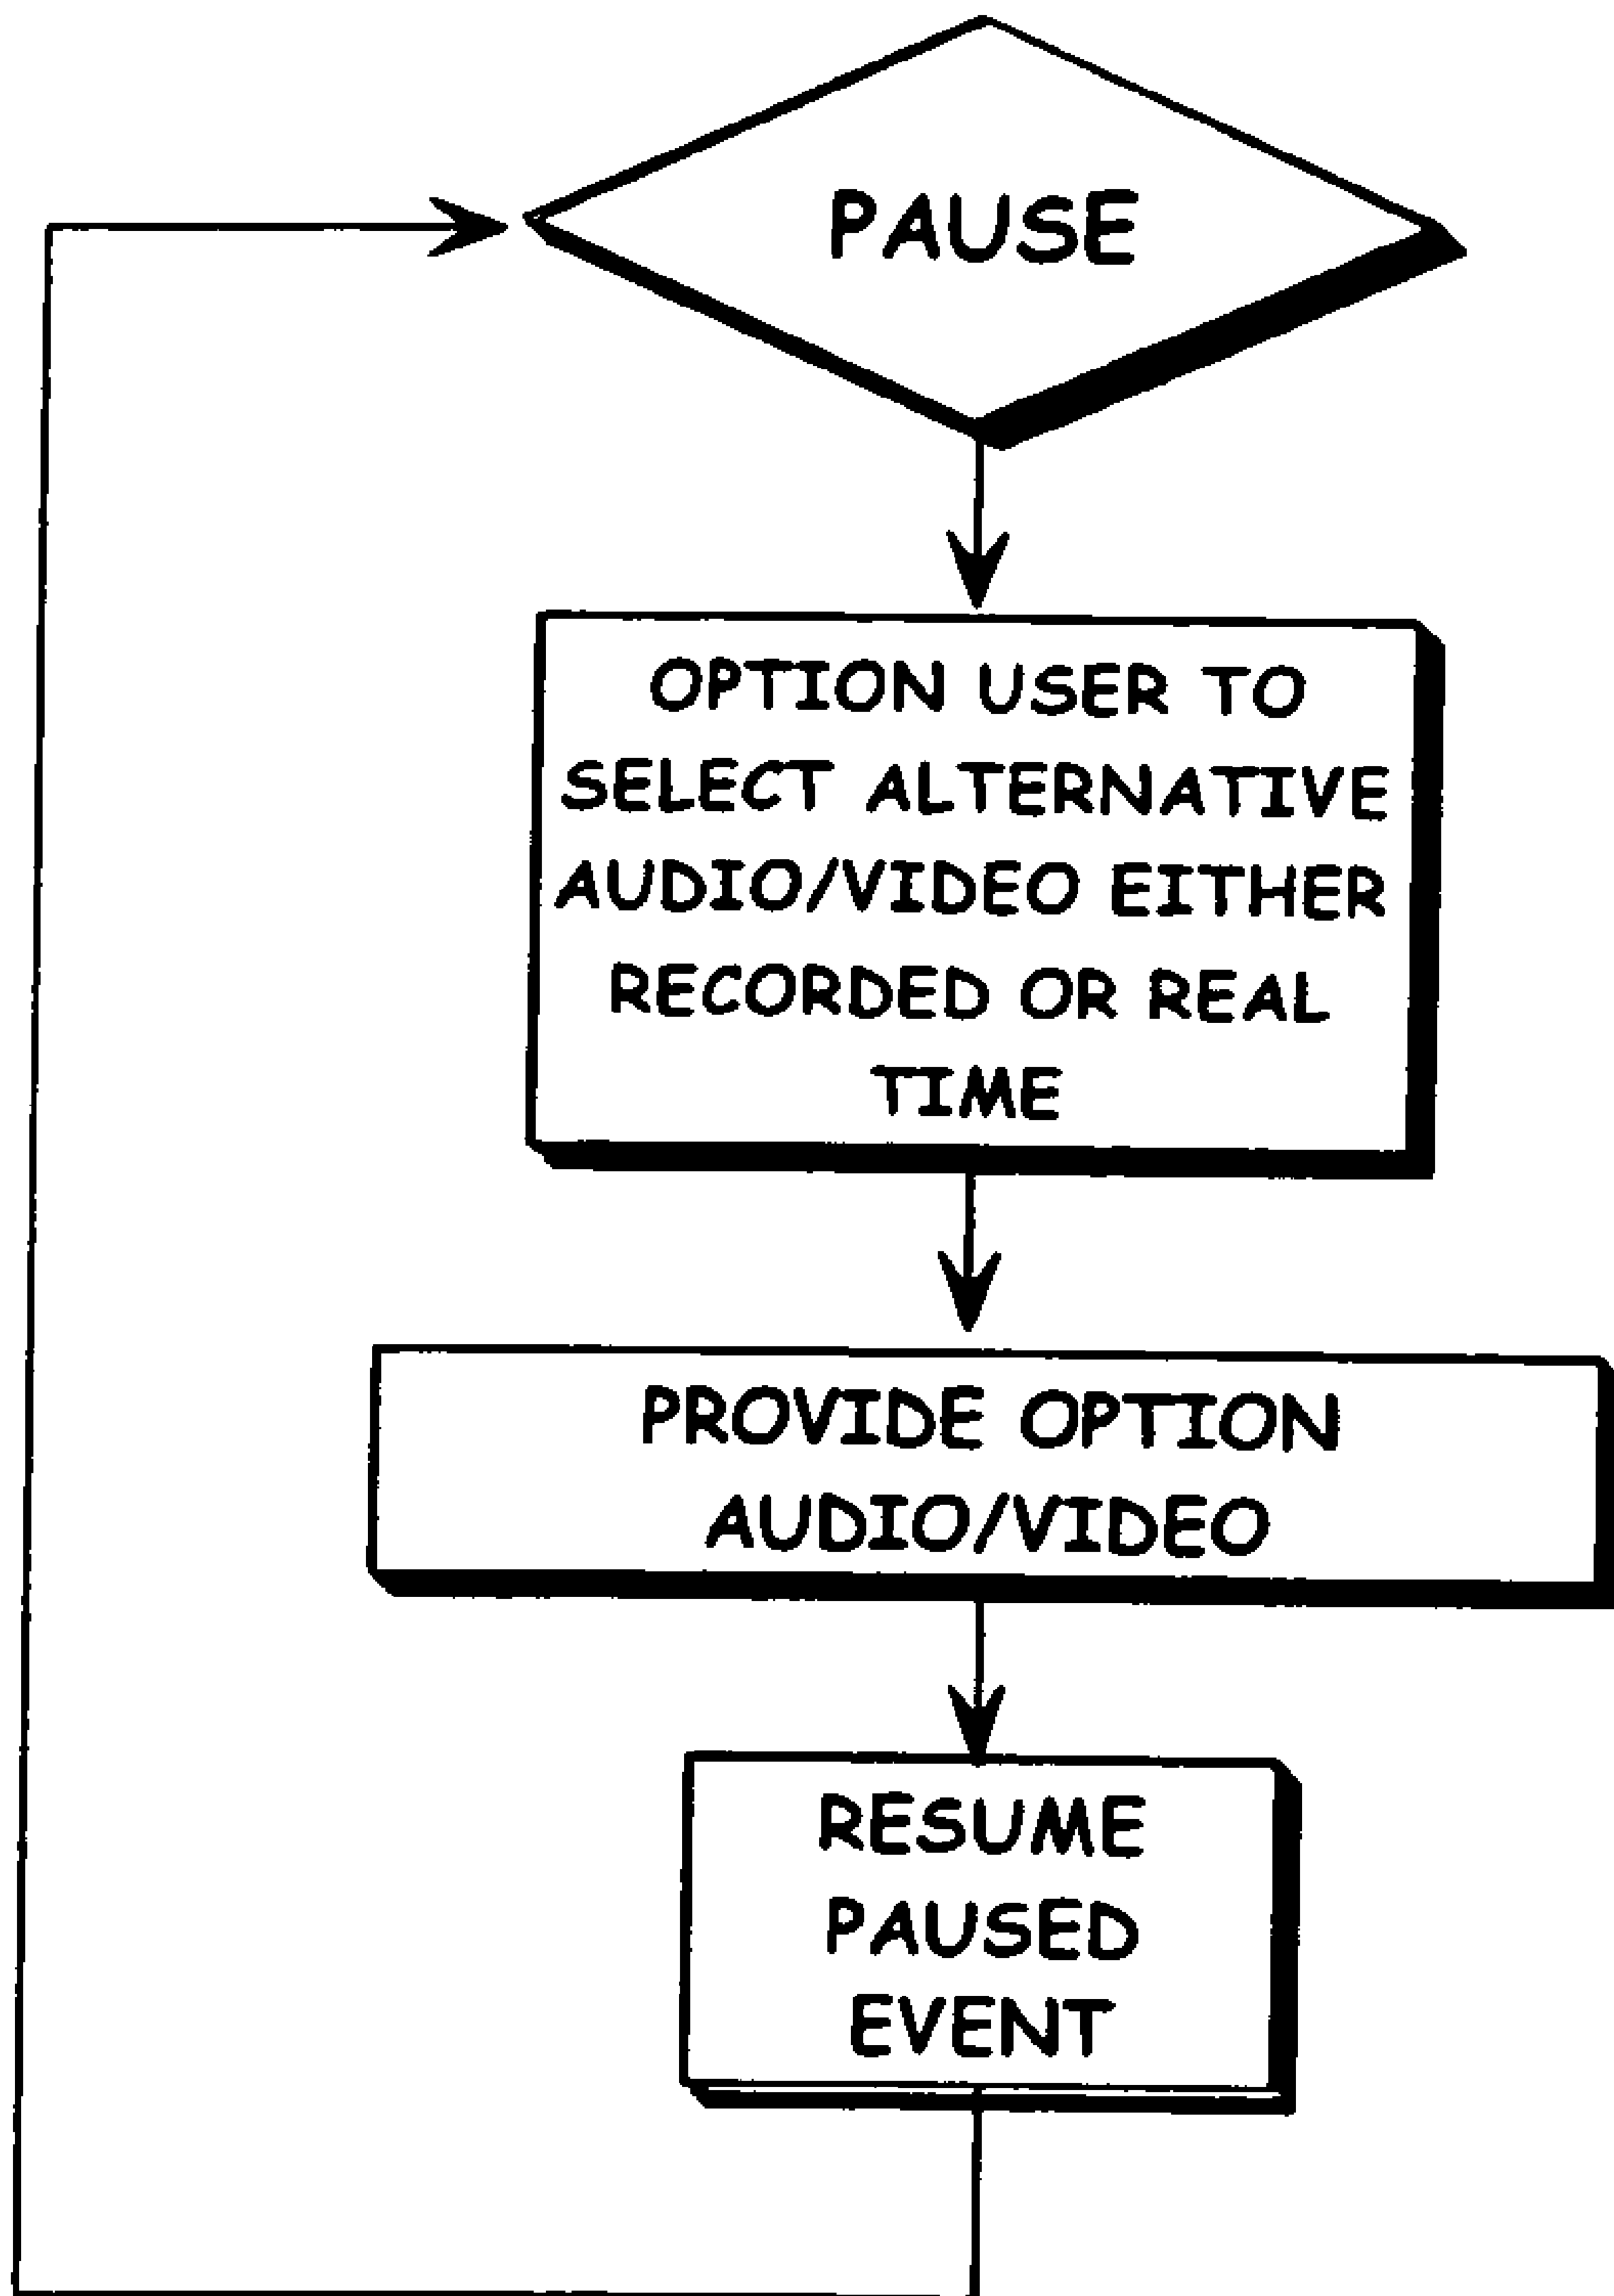 PAUSE
OPTION USER TO
SELECT ALTERNATIVE
AUDIO/VIDEO EITHER
RECORDED OR REAL
TIME
PROVIDE OPTION
AUDIO/VIDEO
RESUME
PAUSED
EVENT